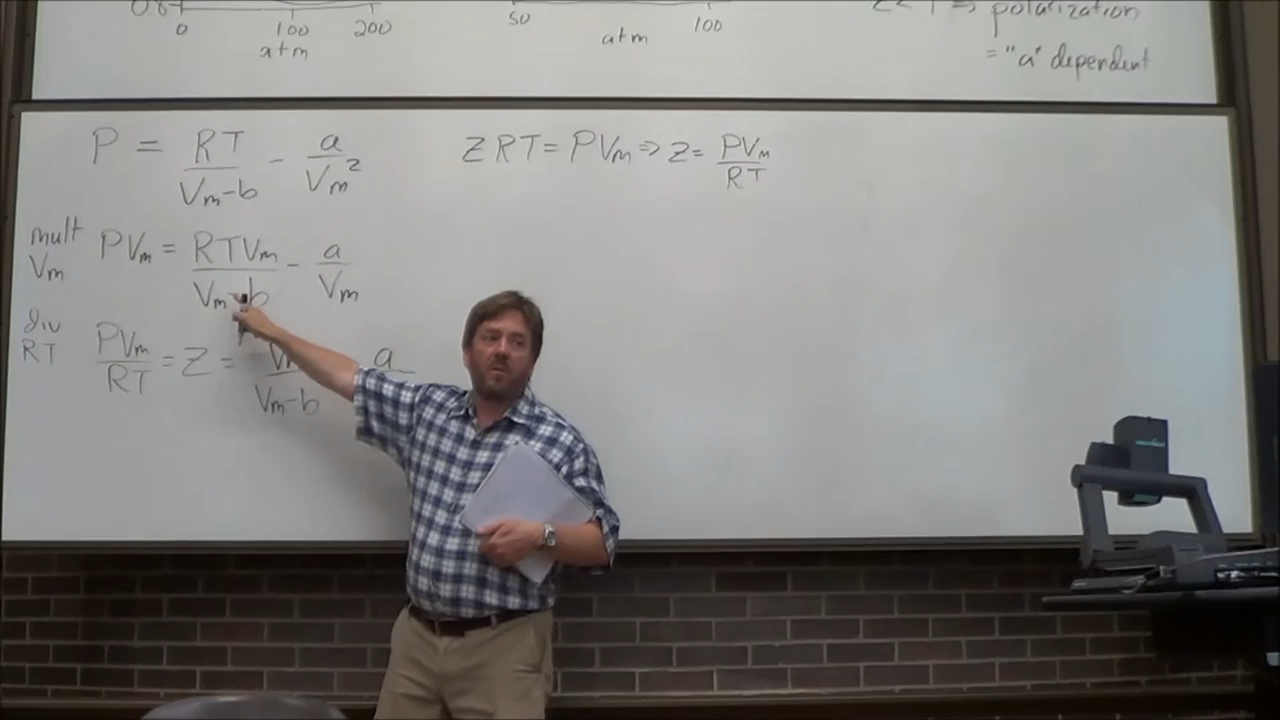 0.8
0 100 200
atm
50 100
atm
polarization
= "a" dependent
P = RT / Vm-b - a / Vm²
ZRT = PVm ⇒ Z = PVm / RT
mult Vm PVm = RTVm / Vm-b - a / Vm
div RT PVm / RT = Z = Vm / Vm-b a